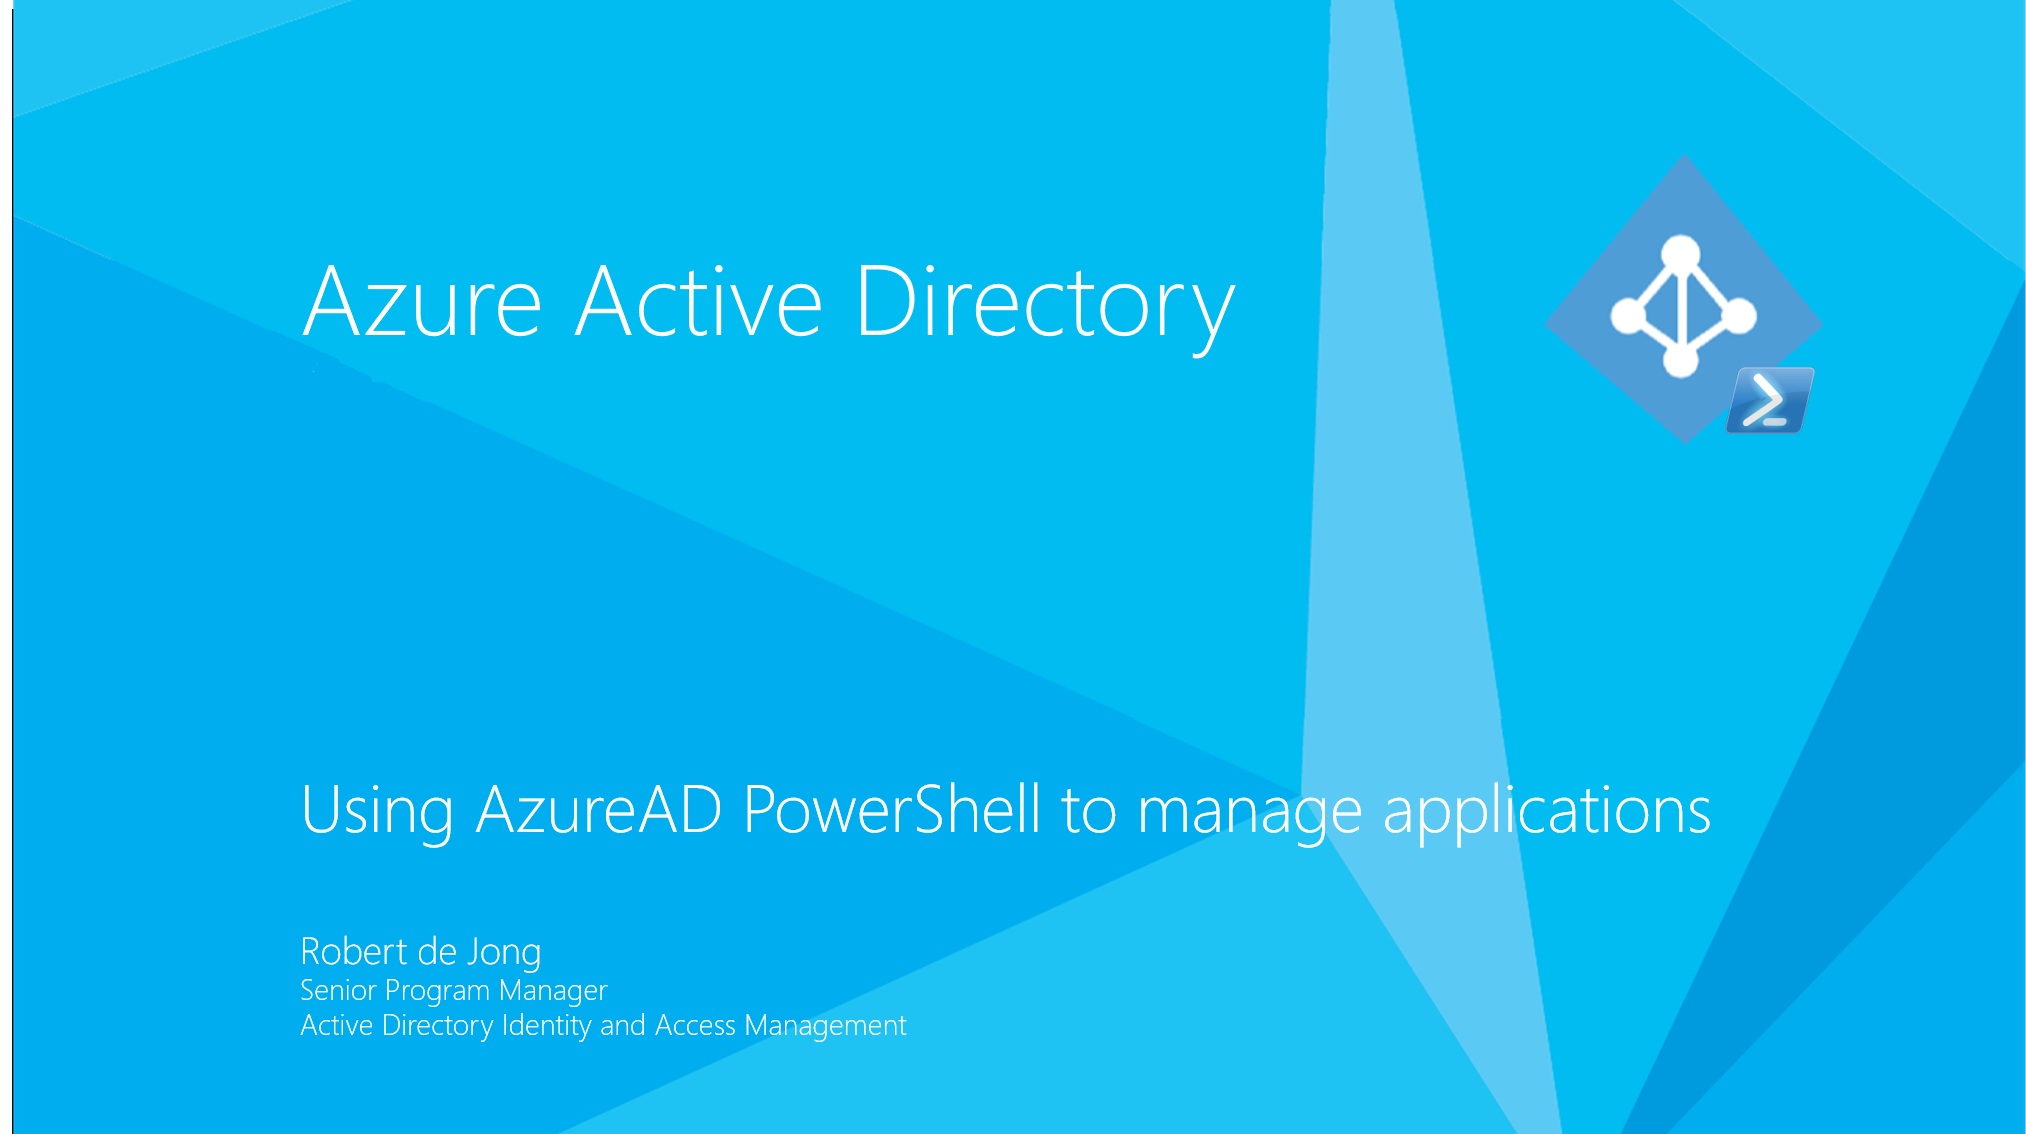 Azure Active Directory
Using AzureAD PowerShell to manage applications
Robert de Jong
Senior Program Manager
Active Directory Identity and Access Management